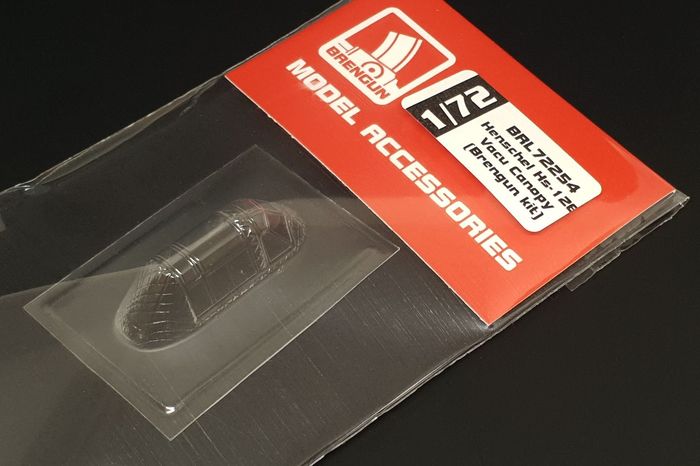 BRENGUN
MODEL ACCESSORIES
1/72
BRL72254
Henschel Hs-126
Vacu Canopy
(Brengun kit)